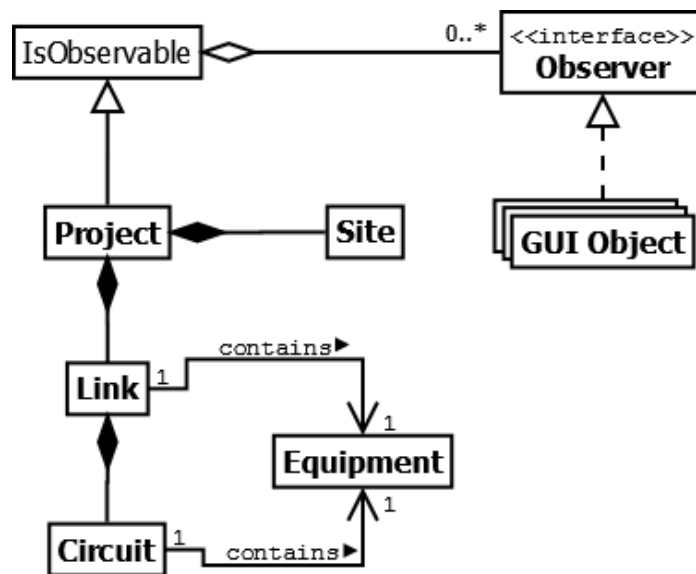 IsObservable
0..*
<<interface>>
Observer
Project
Site
GUI Object
contains►
Link
1
1
Equipment
1
Circuit
1
contains►